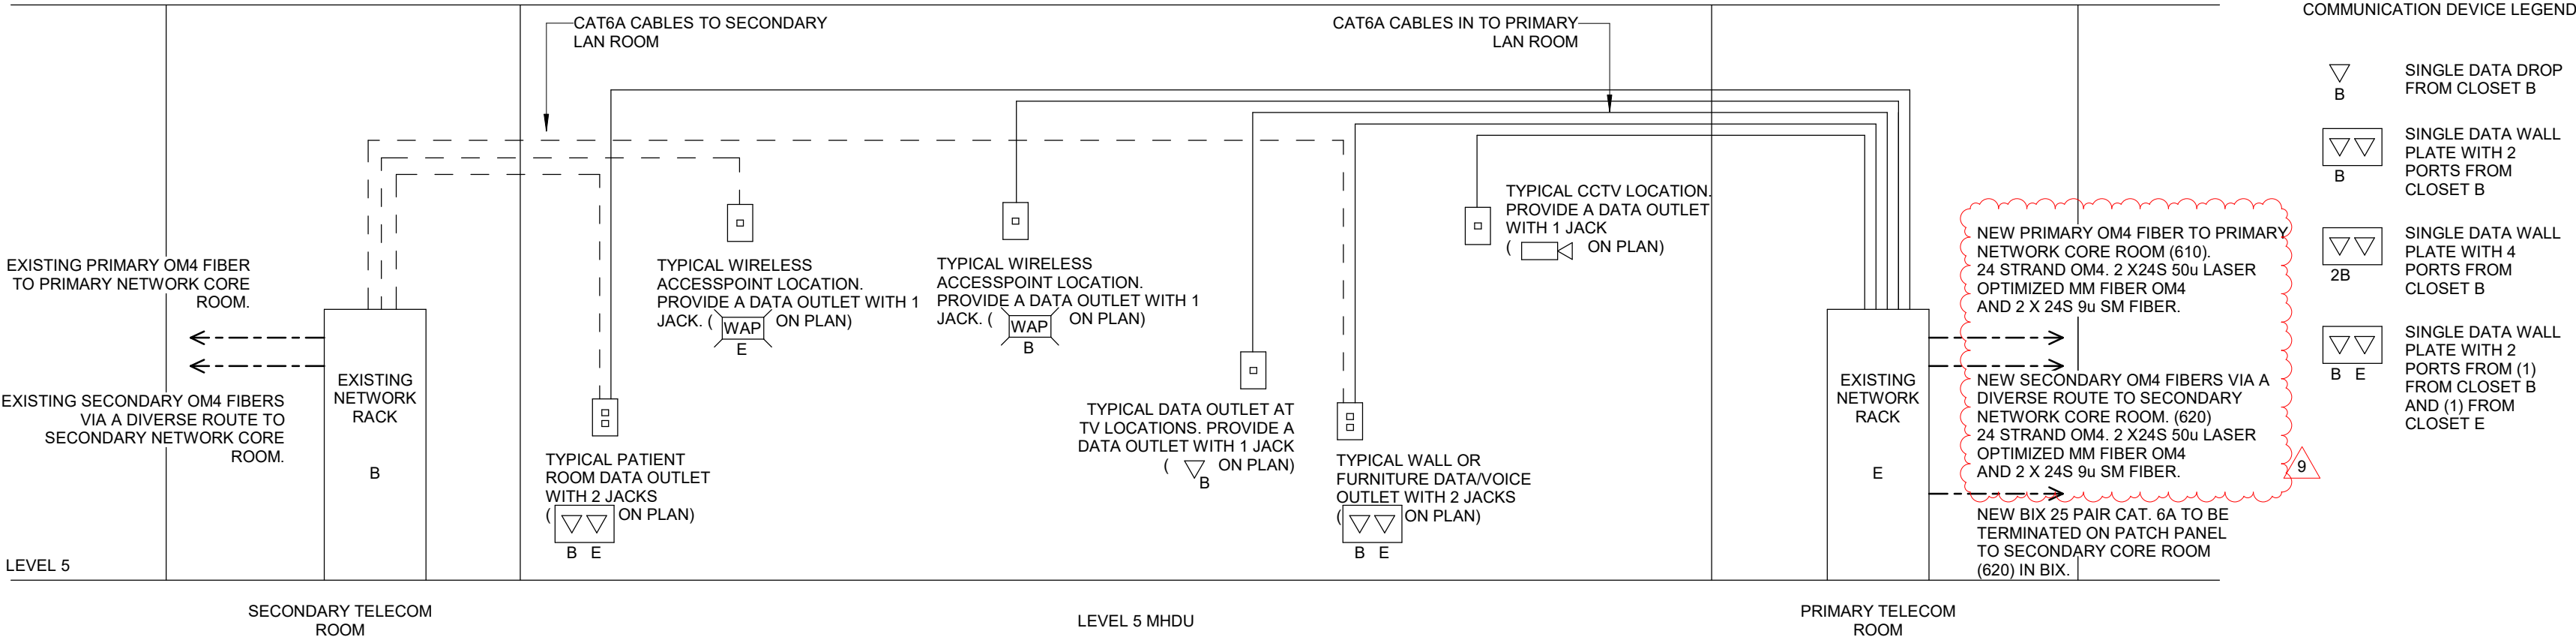 CAT6A CABLES TO SECONDARY
LAN ROOM
CAT6A CABLES IN TO PRIMARY
LAN ROOM
EXISTING PRIMARY OM4 FIBER
TO PRIMARY NETWORK CORE
ROOM.
EXISTING SECONDARY OM4 FIBERS
VIA A DIVERSE ROUTE TO
SECONDARY NETWORK CORE
ROOM.
EXISTING
NETWORK
RACK
B
TYPICAL PATIENT
ROOM DATA OUTLET
WITH 2 JACKS
( ON PLAN)
B E
TYPICAL WIRELESS
ACCESSPOINT LOCATION.
PROVIDE A DATA OUTLET WITH 1
JACK. ( WAP ON PLAN)
E
TYPICAL WIRELESS
ACCESSPOINT LOCATION.
PROVIDE A DATA OUTLET WITH 1
JACK. ( WAP ON PLAN)
B
TYPICAL DATA OUTLET AT
TV LOCATIONS. PROVIDE A
DATA OUTLET WITH 1 JACK
( ON PLAN)
B
TYPICAL WALL OR
FURNITURE DATA/VOICE
OUTLET WITH 2 JACKS
( ON PLAN)
B E
TYPICAL CCTV LOCATION.
PROVIDE A DATA OUTLET
WITH 1 JACK
( ON PLAN)
EXISTING
NETWORK
RACK
E
NEW PRIMARY OM4 FIBER TO PRIMARY
NETWORK CORE ROOM (610).
24 STRAND OM4. 2 X24S 50u LASER
OPTIMIZED MM FIBER OM4
AND 2 X 24S 9u SM FIBER.
NEW SECONDARY OM4 FIBERS VIA A
DIVERSE ROUTE TO SECONDARY
NETWORK CORE ROOM. (620)
24 STRAND OM4. 2 X24S 50u LASER
OPTIMIZED MM FIBER OM4
AND 2 X 24S 9u SM FIBER.
9
NEW BIX 25 PAIR CAT. 6A TO BE
TERMINATED ON PATCH PANEL
TO SECONDARY CORE ROOM
(620) IN BIX.
LEVEL 5
SECONDARY TELECOM
ROOM
LEVEL 5 MHDU
PRIMARY TELECOM
ROOM
COMMUNICATION DEVICE LEGEND
B
SINGLE DATA DROP
FROM CLOSET B
B
SINGLE DATA WALL
PLATE WITH 2
PORTS FROM
CLOSET B
2B
SINGLE DATA WALL
PLATE WITH 4
PORTS FROM
CLOSET B
B E
SINGLE DATA WALL
PLATE WITH 2
PORTS FROM (1)
FROM CLOSET B
AND (1) FROM
CLOSET E